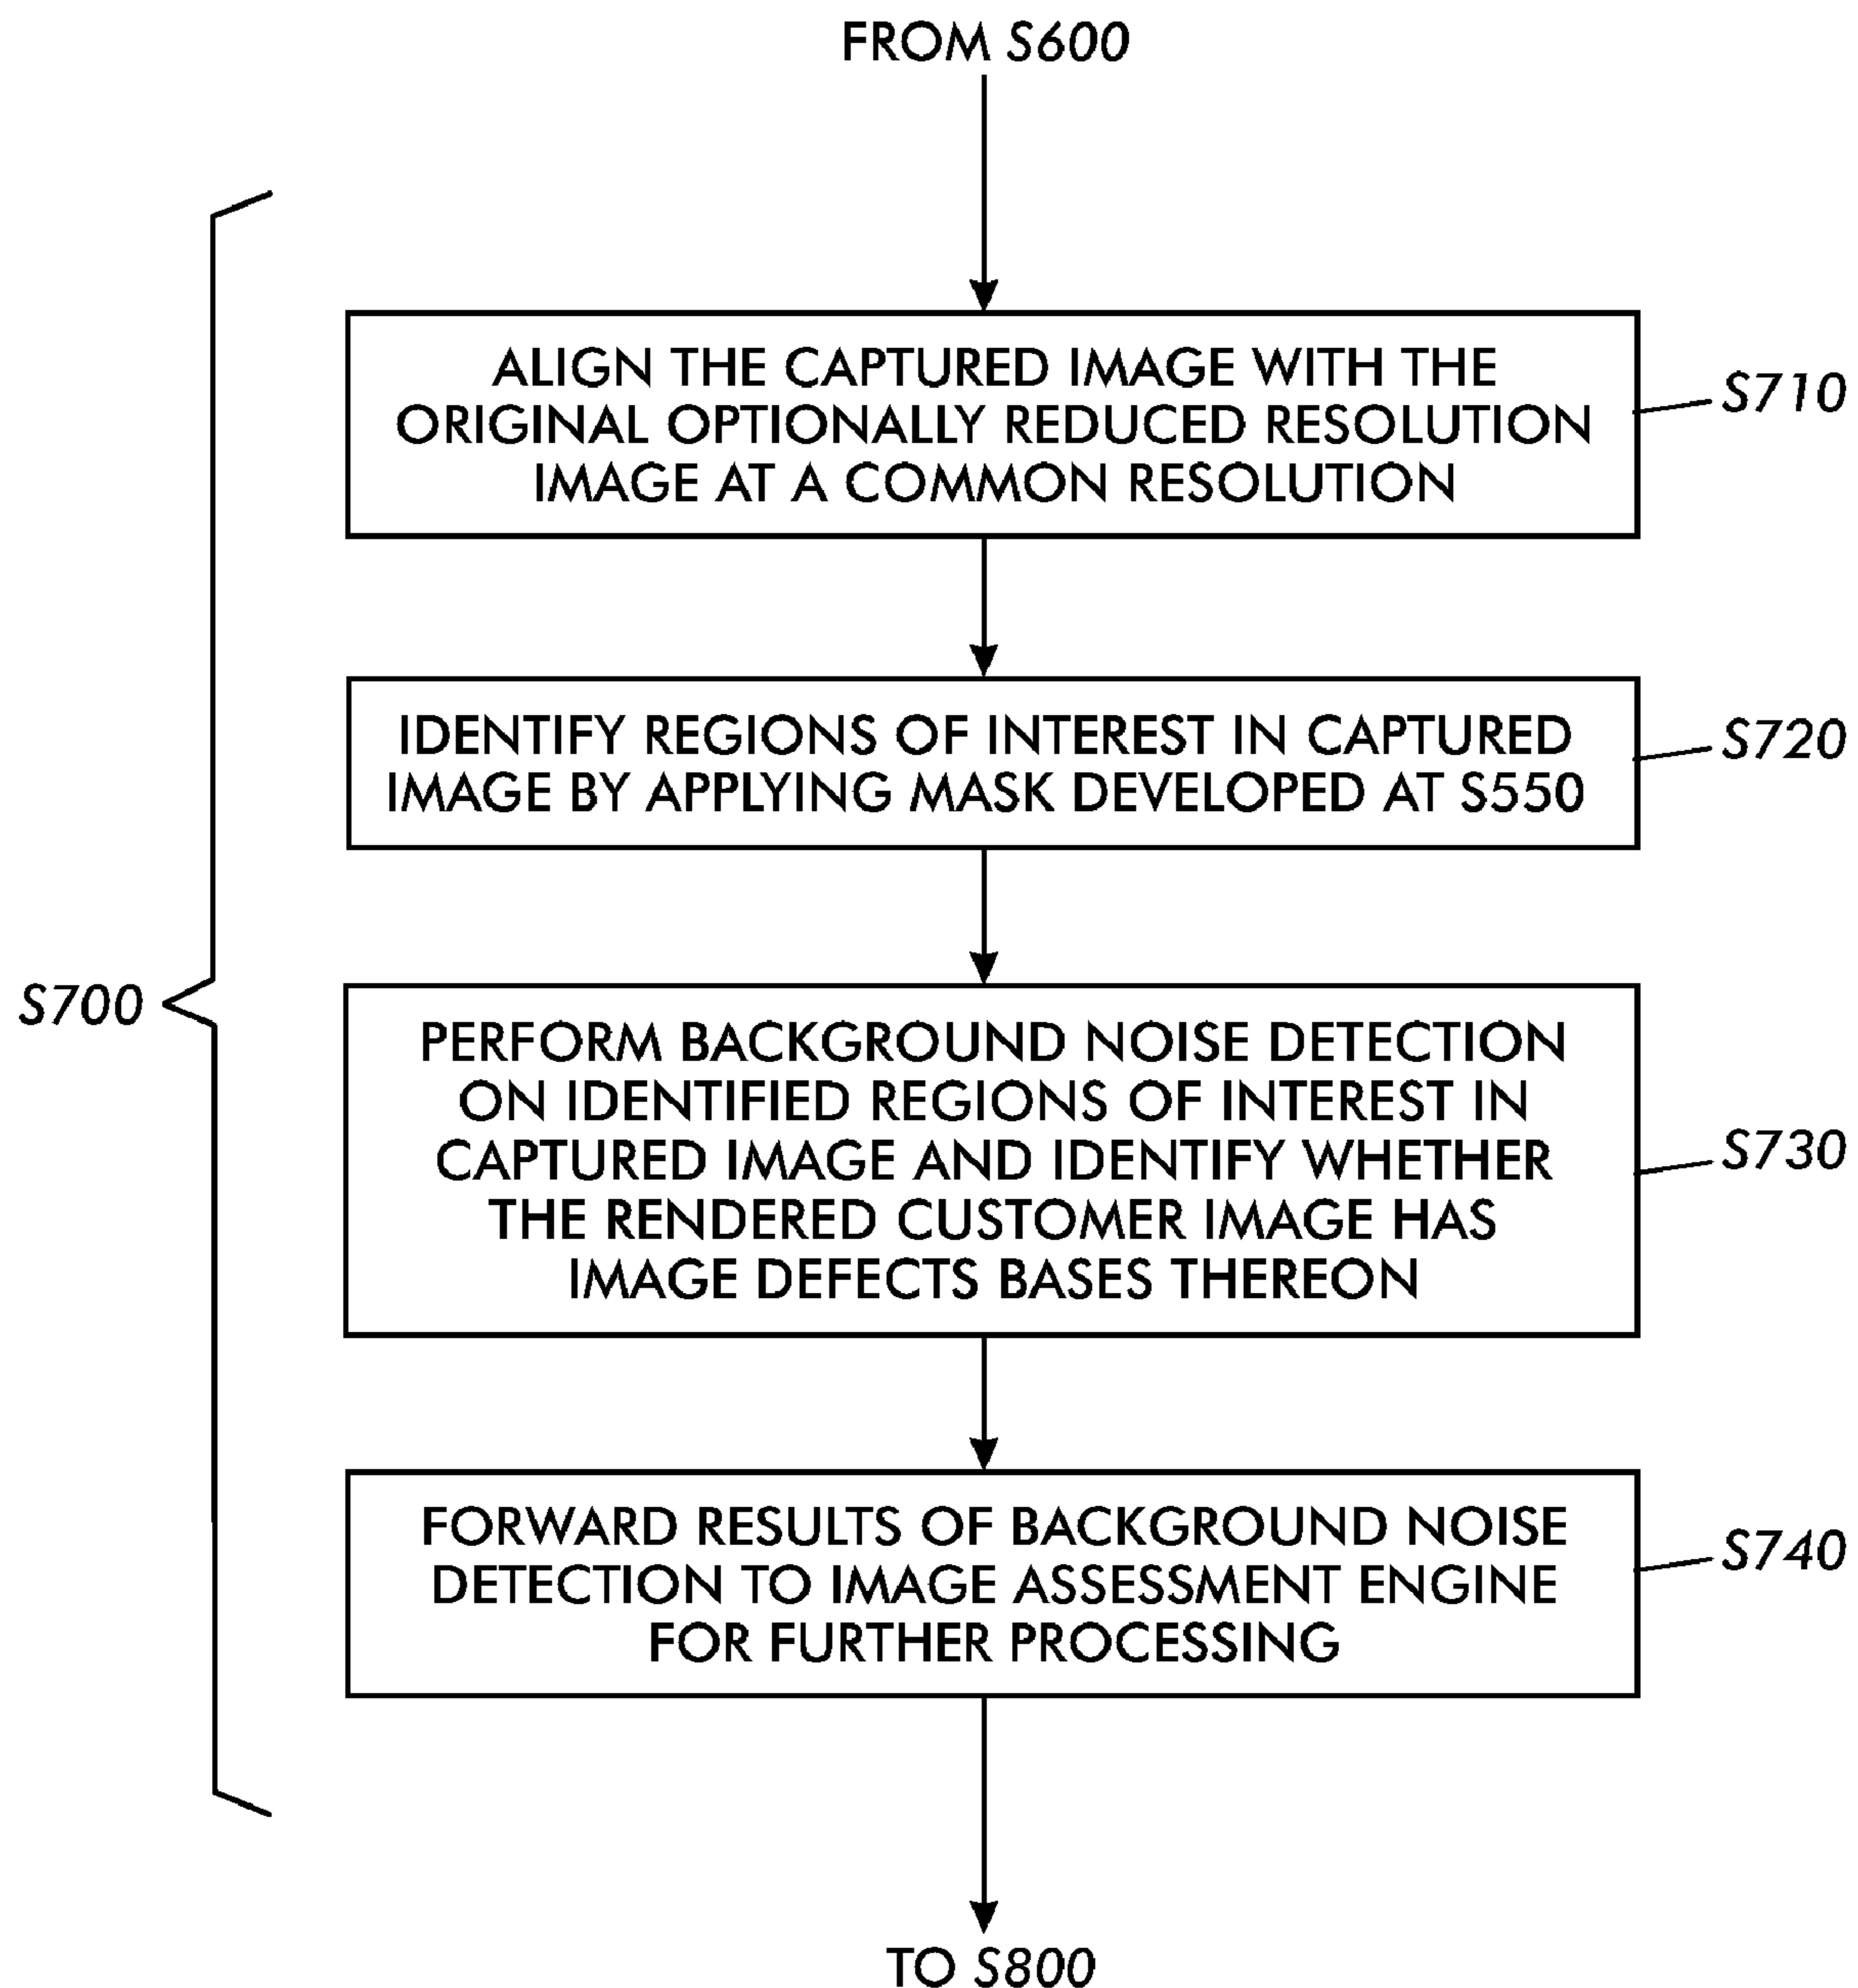 FROM S600
ALIGN THE CAPTURED IMAGE WITH THE
ORIGINAL OPTIONALLY REDUCED RESOLUTION
IMAGE AT A COMMON RESOLUTION
S710
IDENTIFY REGIONS OF INTEREST IN CAPTURED
IMAGE BY APPLYING MASK DEVELOPED AT S550
S720
S700
PERFORM BACKGROUND NOISE DETECTION
ON IDENTIFIED REGIONS OF INTEREST IN
CAPTURED IMAGE AND IDENTIFY WHETHER
THE RENDERED CUSTOMER IMAGE HAS
IMAGE DEFECTS BASES THEREON
S730
FORWARD RESULTS OF BACKGROUND NOISE
DETECTION TO IMAGE ASSESSMENT ENGINE
FOR FURTHER PROCESSING
S740
TO S800